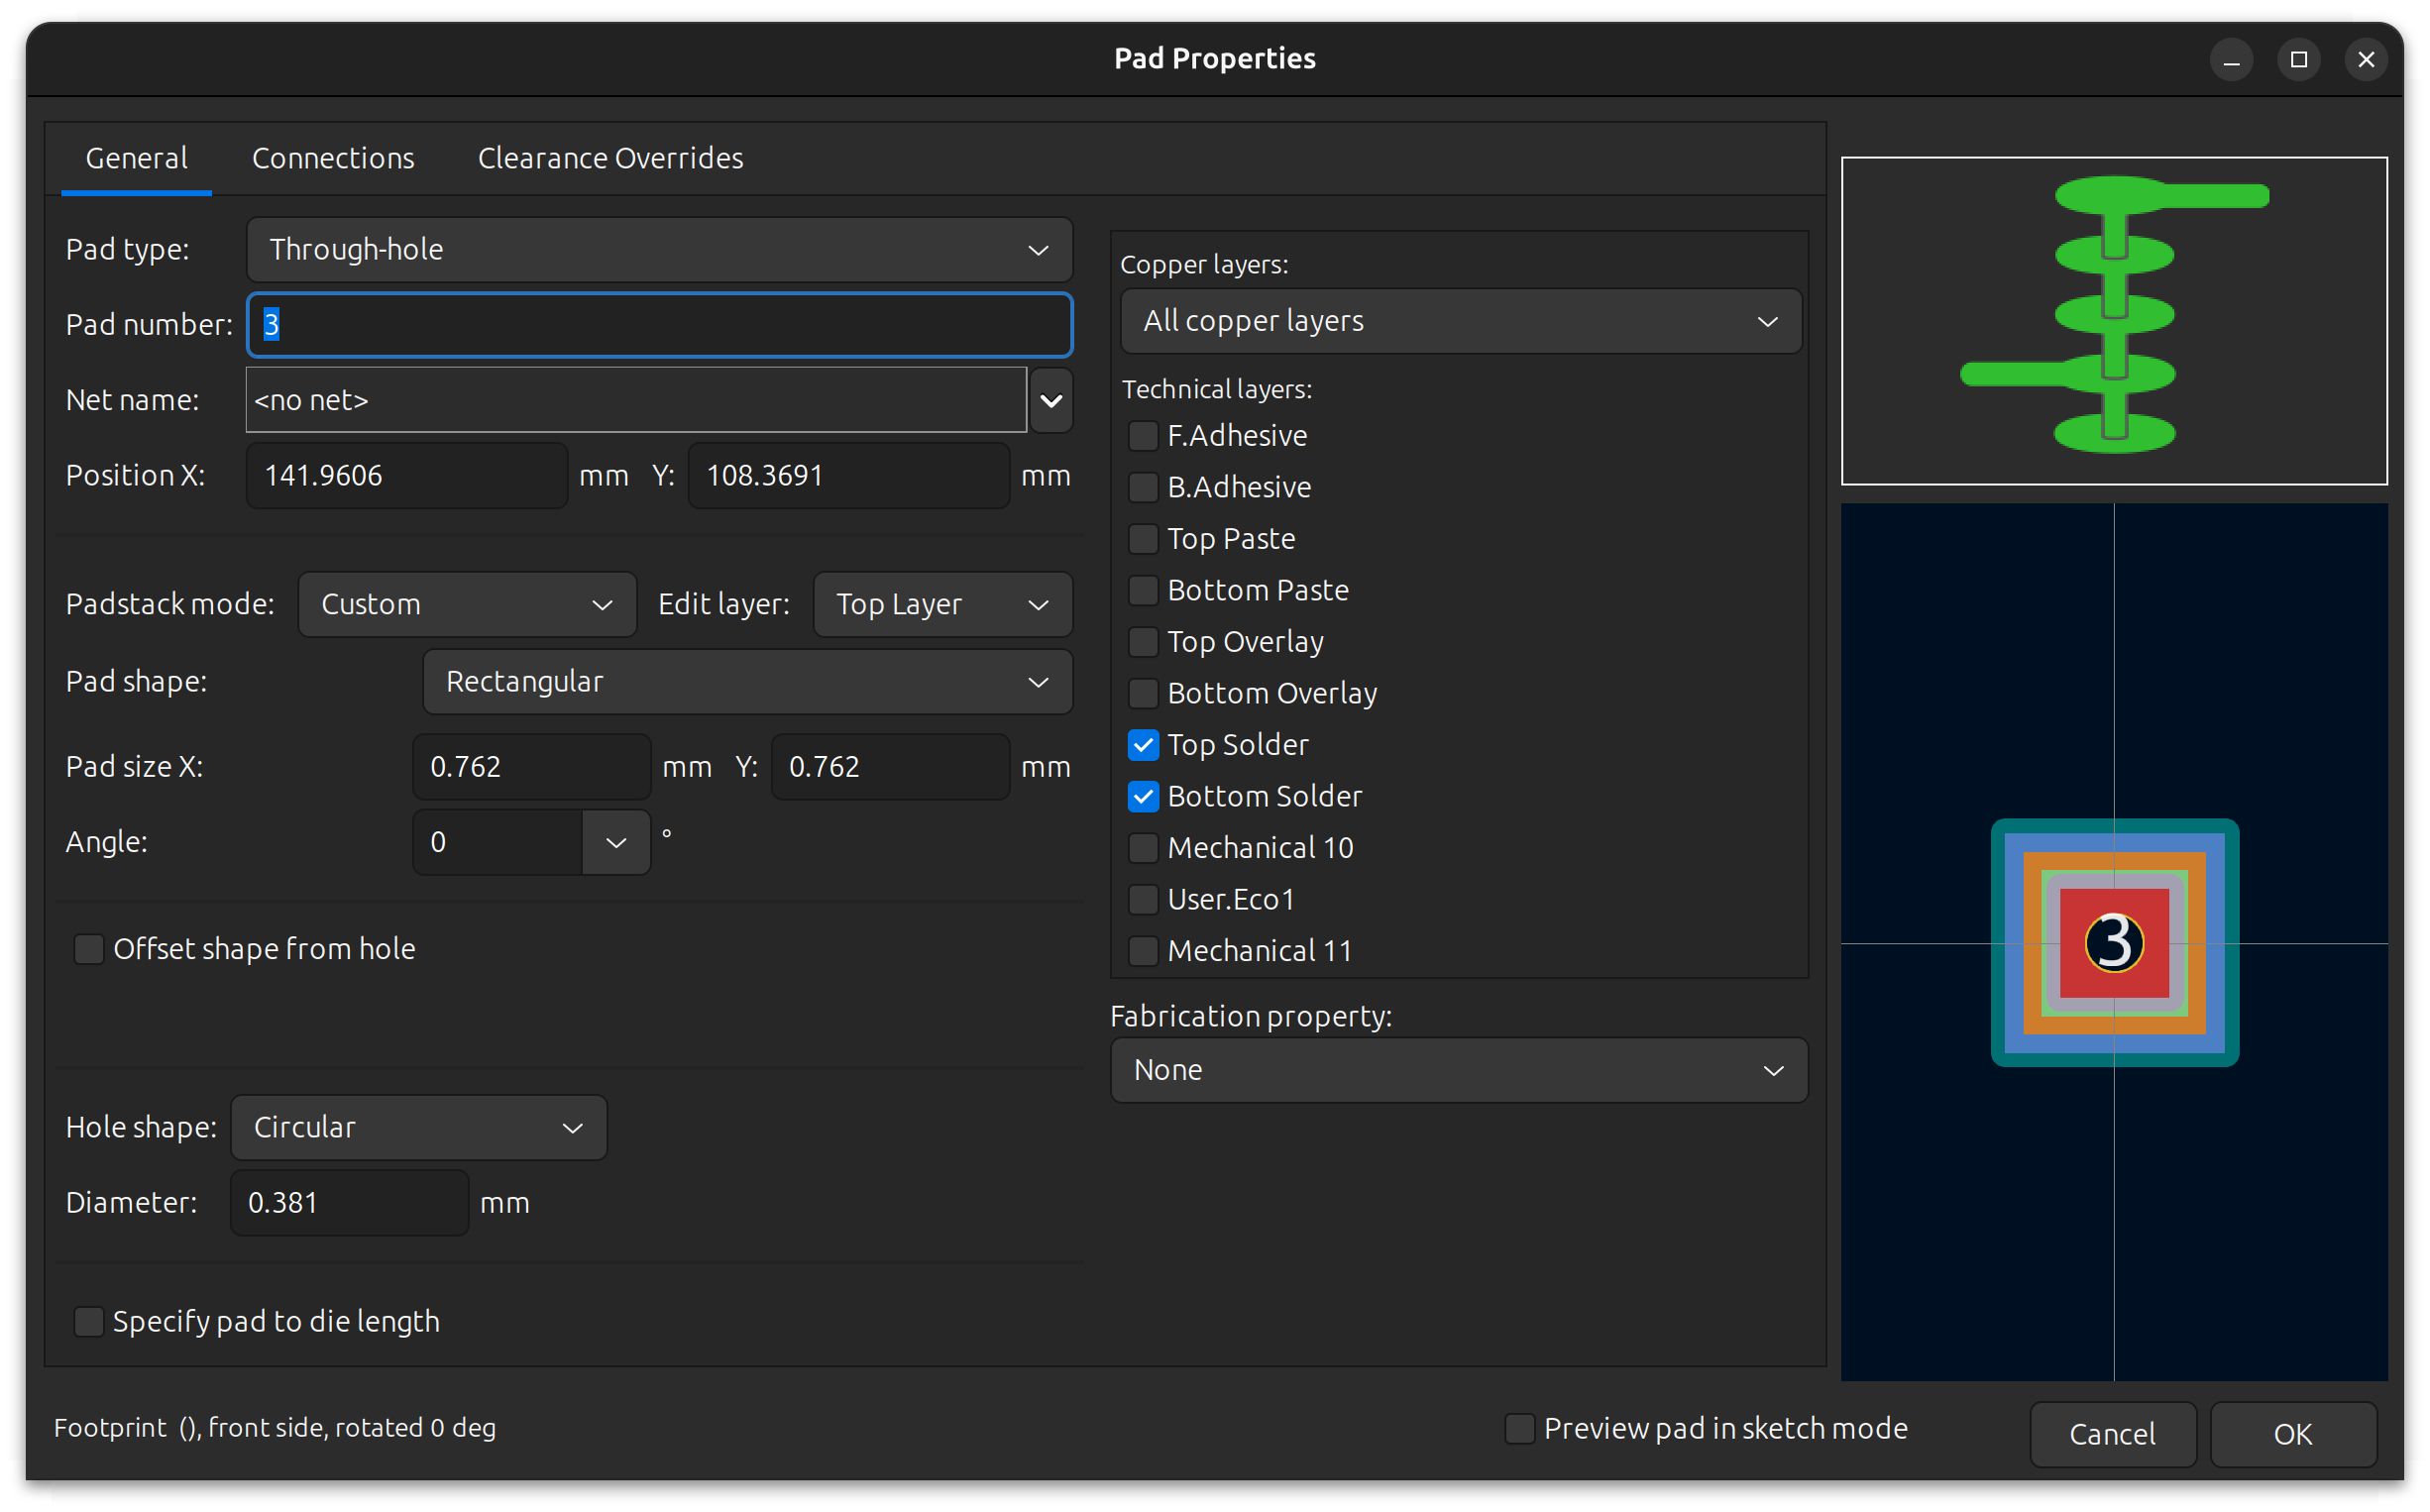 Pad Properties
General Connections Clearance Overrides
Pad type: Through-hole
Pad number: 3
Net name: <no net>
Position X: 141.9606 mm Y: 108.3691 mm
Padstack mode: Custom Edit layer: Top Layer
Pad shape: Rectangular
Pad size X: 0.762 mm Y: 0.762 mm
Angle: 0 °
Offset shape from hole
Hole shape: Circular
Diameter: 0.381 mm
Specify pad to die length
Copper layers:
All copper layers
Technical layers:
F.Adhesive
B.Adhesive
Top Paste
Bottom Paste
Top Overlay
Bottom Overlay
Top Solder
Bottom Solder
Mechanical 10
User.Eco1
Mechanical 11
Fabrication property:
None
3
Footprint (), front side, rotated 0 deg
Preview pad in sketch mode
Cancel OK